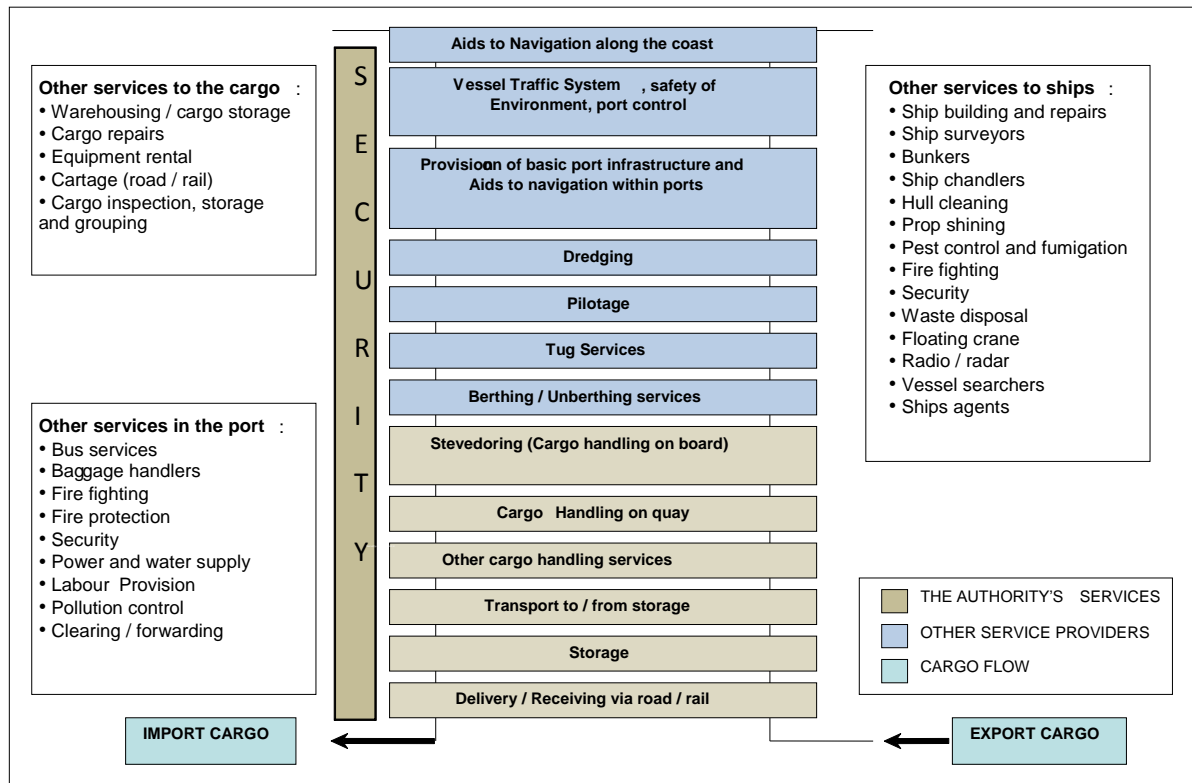 Other services to the cargo :
• Warehousing / cargo storage
• Cargo repairs
• Equipment rental
• Cartage (road / rail)
• Cargo inspection, storage
and grouping
Other services in the port :
• Bus services
• Baggage handlers
• Fire fighting
• Fire protection
• Security
• Power and water supply
• Labour Provision
• Pollution control
• Clearing / forwarding
IMPORT CARGO
S
E
C
U
R
I
T
Y
Aids to Navigation along the coast
Vessel Traffic System , safety of
Environment, port control
Provision of basic port infrastructure and
Aids to navigation within ports
Dredging
Pilotage
Tug Services
Berthing / Unberthing services
Stevedoring (Cargo handling on board)
Cargo Handling on quay
Other cargo handling services
Transport to / from storage
Storage
Delivery / Receiving via road / rail
Other services to ships :
• Ship building and repairs
• Ship surveyors
• Bunkers
• Ship chandlers
• Hull cleaning
• Prop shining
• Pest control and fumigation
• Fire fighting
• Security
• Waste disposal
• Floating crane
• Radio / radar
• Vessel searchers
• Ships agents
THE AUTHORITY'S SERVICES
OTHER SERVICE PROVIDERS
CARGO FLOW
EXPORT CARGO